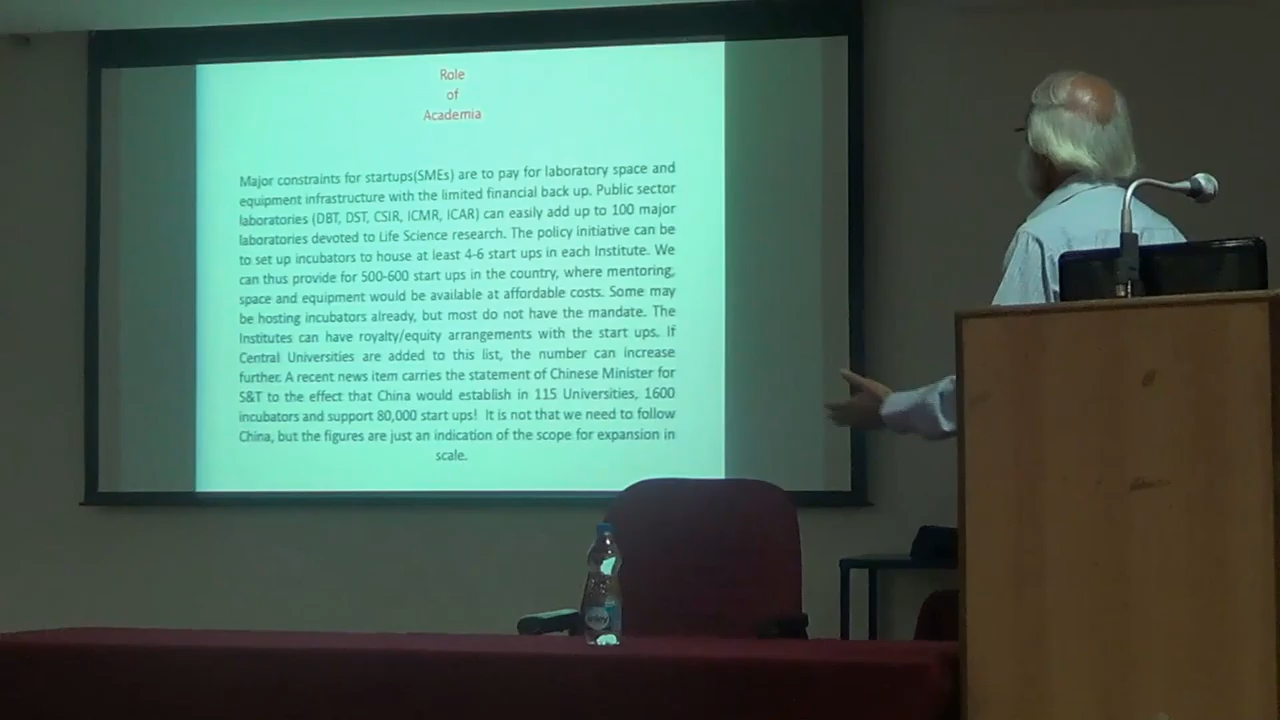 Role
of
Academia
Major constraints for startups(SMEs) are to pay for laboratory space and
equipment infrastructure with the limited financial back up. Public sector
laboratories (DBT, DST, CSIR, ICMR, ICAR) can easily add up to 100 major
laboratories devoted to Life Science research. The policy initiative can be
to set up incubators to house at least 4-6 start ups in each Institute. We
can thus provide for 500-600 start ups in the country, where mentoring,
space and equipment would be available at affordable costs. Some may
be hosting incubators already, but most do not have the mandate. The
Institutes can have royalty/equity arrangements with the start ups. If
Central Universities are added to this list, the number can increase
further. A recent news item carries the statement of Chinese Minister for
S&T to the effect that China would establish in 115 Universities, 1600
incubators and support 80,000 start ups! It is not that we need to follow
China, but the figures are just an indication of the scope for expansion in
scale.